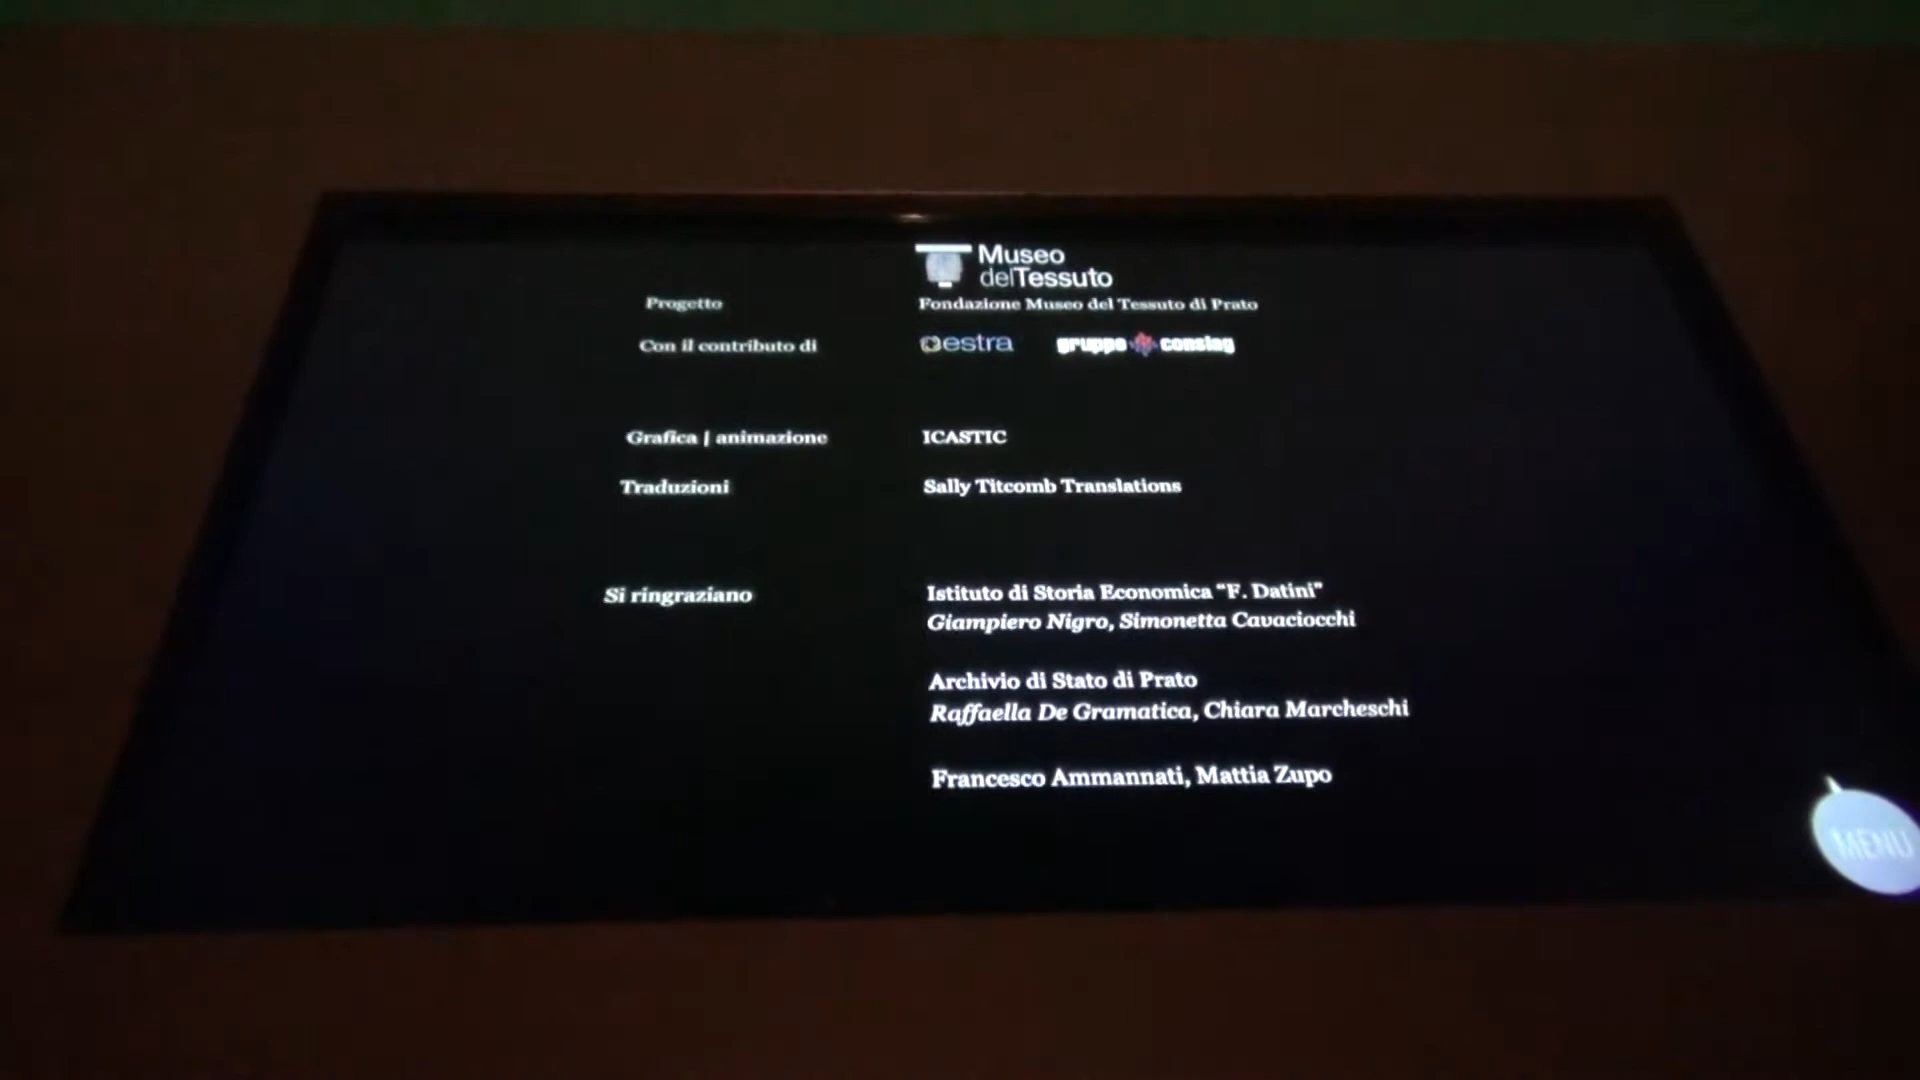 Museo
delTessuto
Progetto Fondazione Museo del Tessuto di Prato
Con il contributo di estra gruppo consiag
Grafica | animazione ICASTIC
Traduzioni Sally Titcomb Translations
Si ringraziano Istituto di Storia Economica “F. Datini”
Giampiero Nigro, Simonetta Cavaciocchi
Archivio di Stato di Prato
Raffaella De Gramatica, Chiara Marcheschi
Francesco Ammannati, Mattia Zupo
MENU